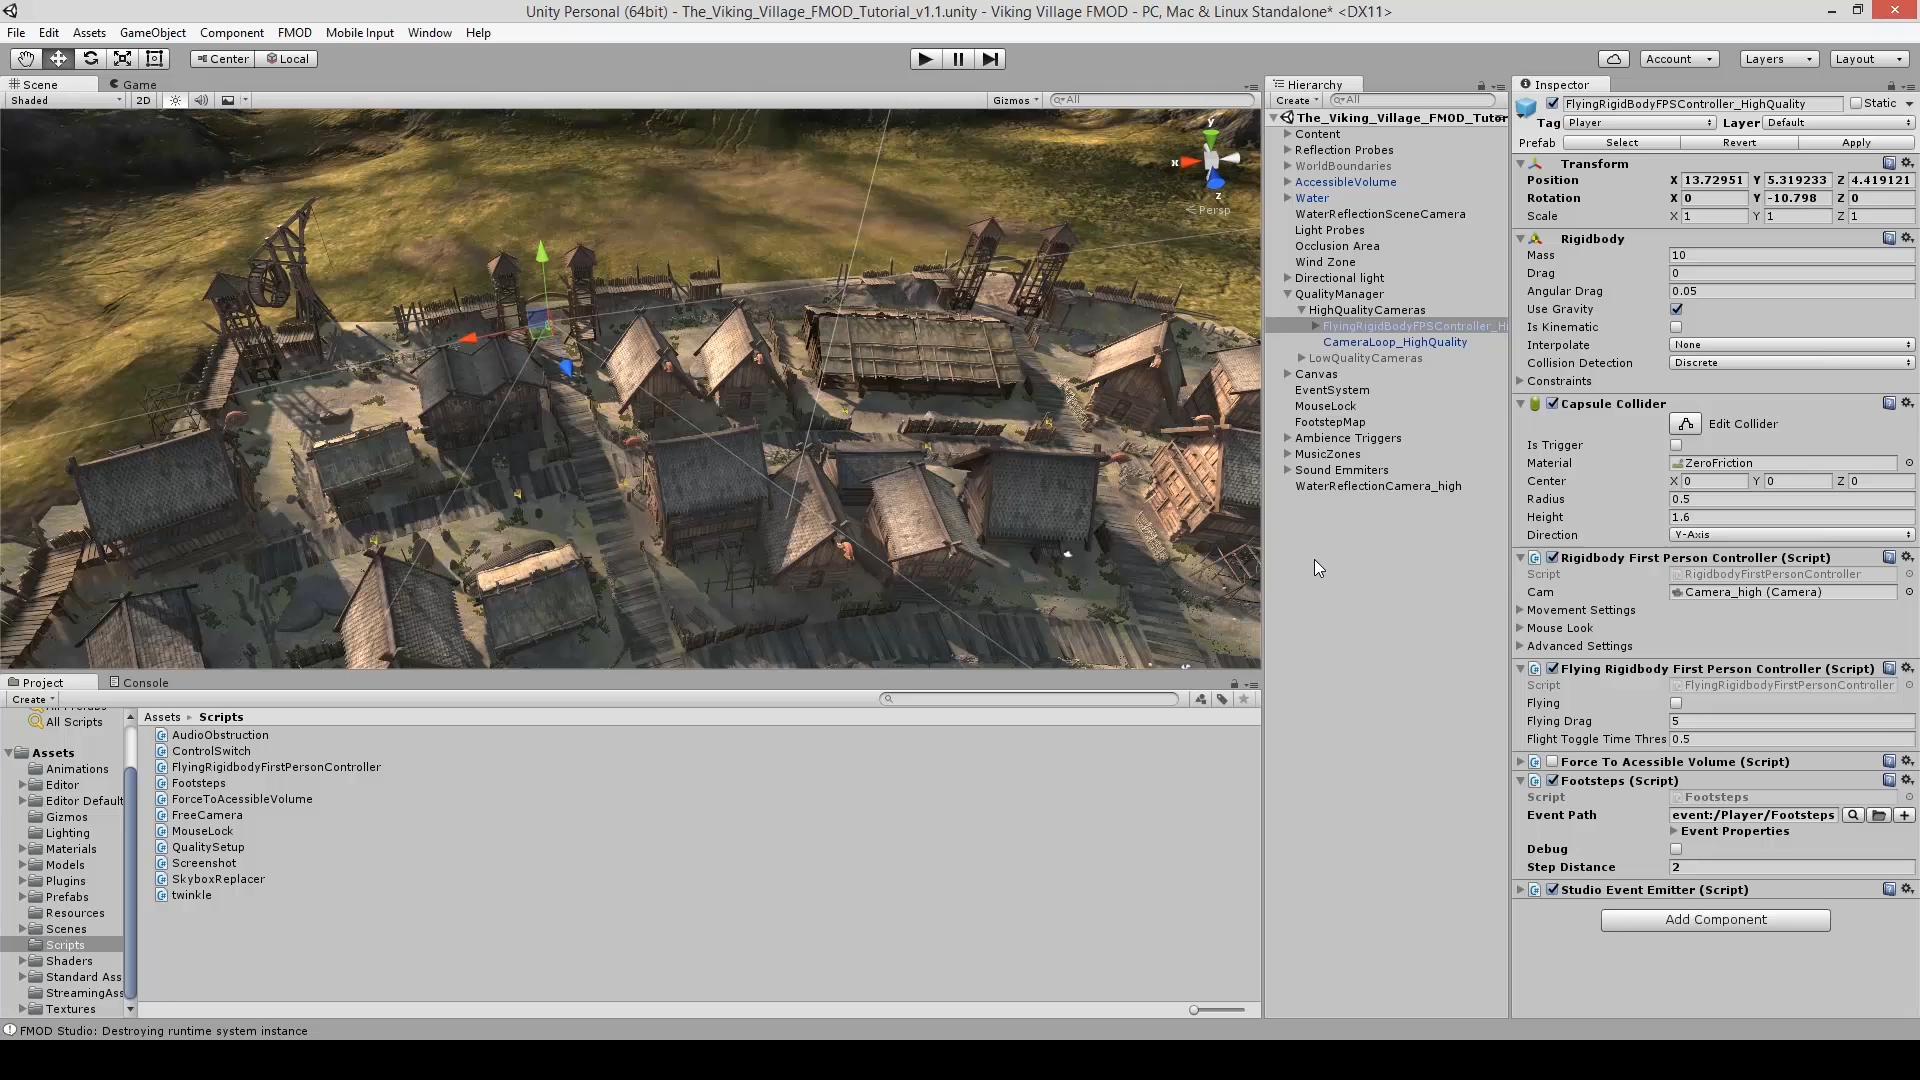 Unity Personal (64bit) - The_Viking_Village_FMOD_Tutorial_v1.1.unity - Viking Village FMOD - PC, Mac & Linux Standalone* <DX11>
File Edit Assets GameObject Component FMOD Mobile Input Window Help
Center Local Account Layers Layout
Scene Game
Shaded 2D Gizmos All
y
x
z
Persp
Hierarchy
Create All
The_Viking_Village_FMOD_Tutor
Content
Reflection Probes
WorldBoundaries
AccessibleVolume
Water
WaterReflectionSceneCamera
Light Probes
Occlusion Area
Wind Zone
Directional light
QualityManager
HighQualityCameras
FlyingRigidBodyFPSController_H
CameraLoop_HighQuality
LowQualityCameras
Canvas
EventSystem
MouseLock
FootstepMap
Ambience Triggers
MusicZones
Sound Emmiters
WaterReflectionCamera_high
Inspector
FlyingRigidBodyFPSController_HighQuality Static
Tag Player Layer Default
Prefab Select Revert Apply
Transform
Position X 13.72951 Y 5.319233 Z 4.419121
Rotation X 0 Y -10.798 Z 0
Scale X 1 Y 1 Z 1
Rigidbody
Mass 10
Drag 0
Angular Drag 0.05
Use Gravity
Is Kinematic
Interpolate None
Collision Detection Discrete
Constraints
Capsule Collider
Edit Collider
Is Trigger
Material ZeroFriction
Center X 0 Y 0 Z 0
Radius 0.5
Height 1.6
Direction Y-Axis
Rigidbody First Person Controller (Script)
Script RigidbodyFirstPersonController
Cam Camera_high (Camera)
Movement Settings
Mouse Look
Advanced Settings
Flying Rigidbody First Person Controller (Script)
Script FlyingRigidbodyFirstPersonController
Flying
Flying Drag 5
Flight Toggle Time Thres 0.5
Force To Acessible Volume (Script)
Footsteps (Script)
Script Footsteps
Event Path event:/Player/Footsteps
Event Properties
Debug
Step Distance 2
Studio Event Emitter (Script)
Add Component
Project Console
Create
All Prefabs
All Scripts
Assets
Animations
Editor
Editor Default
Gizmos
Lighting
Materials
Models
Plugins
Prefabs
Resources
Scenes
Scripts
Shaders
Standard Ass
StreamingAss
Textures
Assets Scripts
AudioObstruction
ControlSwitch
FlyingRigidbodyFirstPersonController
Footsteps
ForceToAcessibleVolume
FreeCamera
MouseLock
QualitySetup
Screenshot
SkyboxReplacer
twinkle
FMOD Studio: Destroying runtime system instance